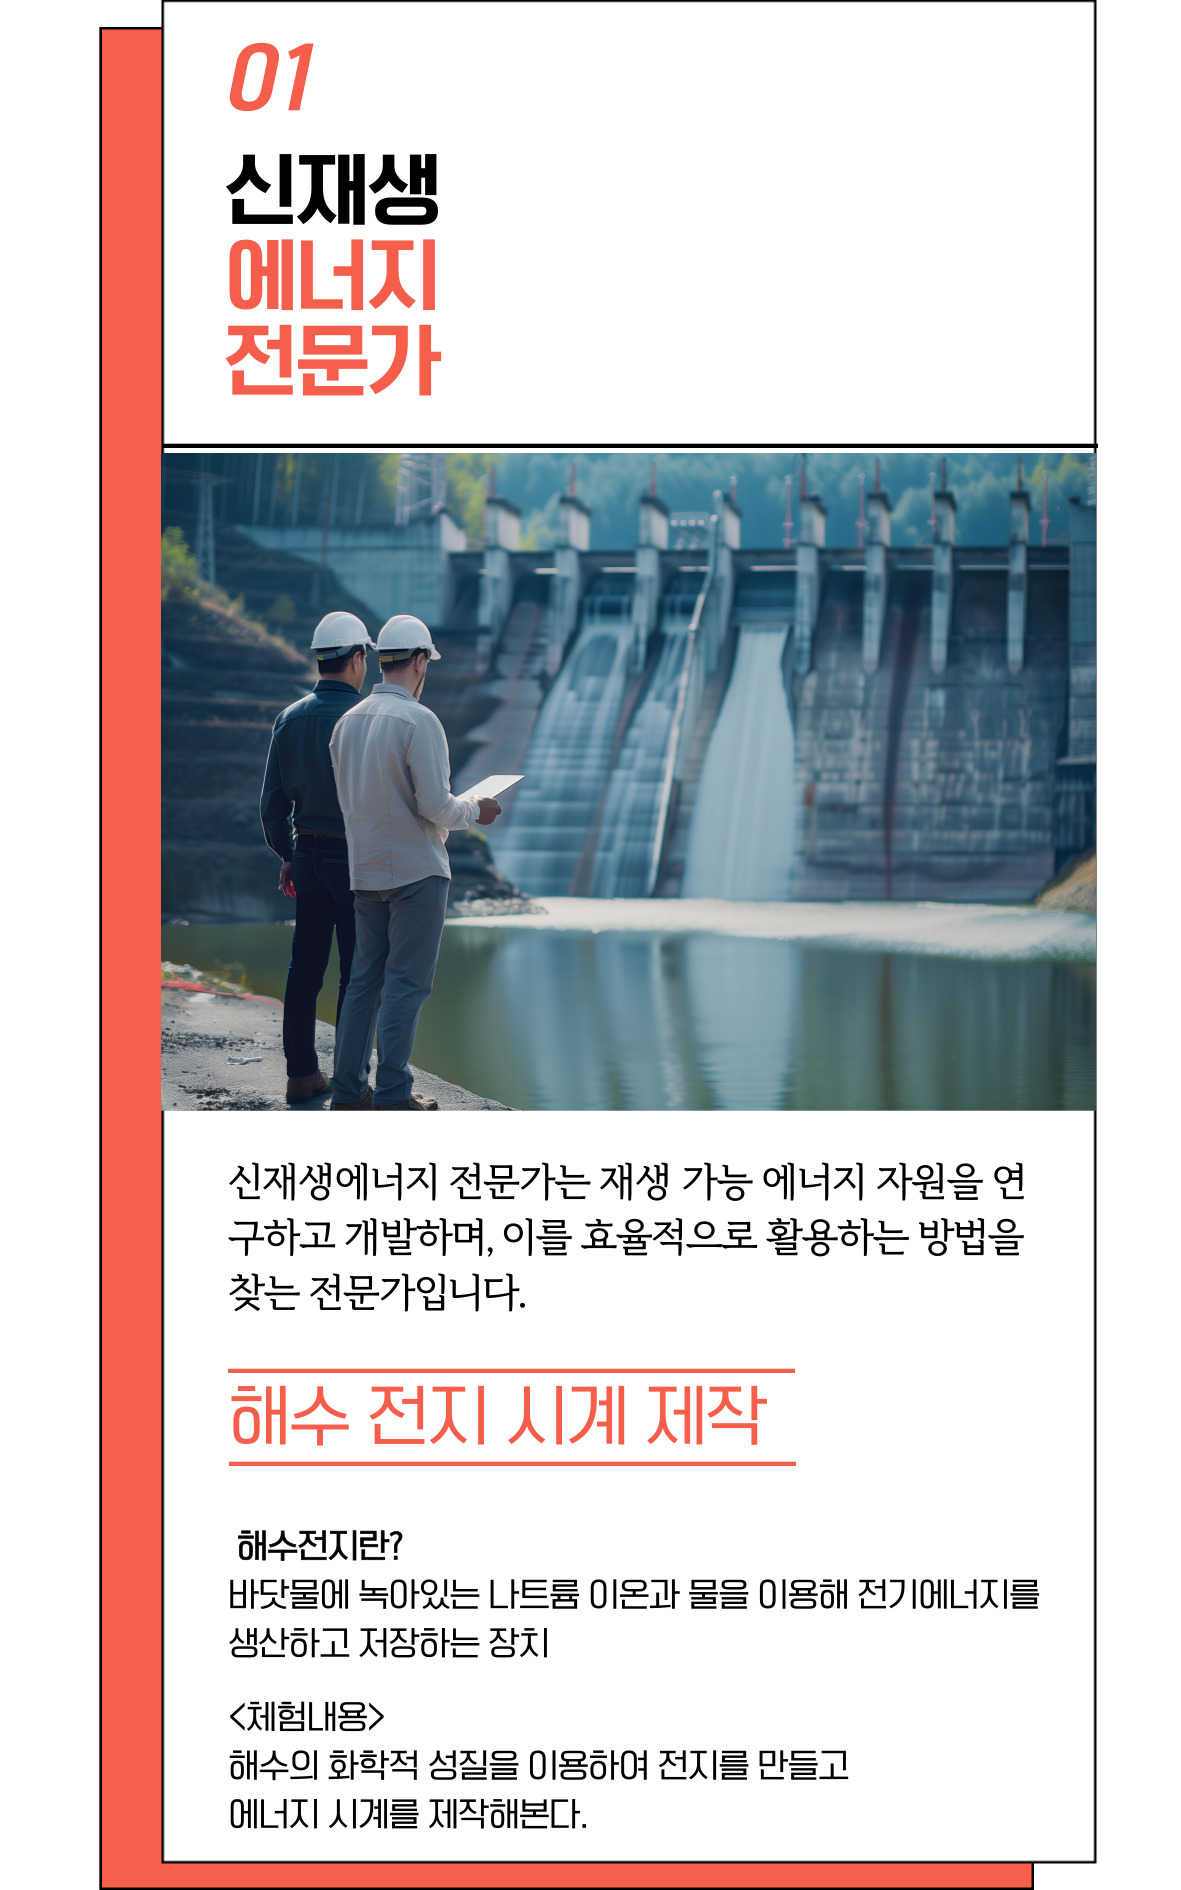 01
신재생
에너지
전문가
신재생에너지 전문가는 재생 가능 에너지 자원을 연
구하고 개발하며, 이를 효율적으로 활용하는 방법을
찾는 전문가입니다.
해수 전지 시계 제작
해수전지란?
바닷물에 녹아있는 나트륨 이온과 물을 이용해 전기에너지를
생산하고 저장하는 장치
<체험내용>
해수의 화학적 성질을 이용하여 전지를 만들고
에너지 시계를 제작해본다.